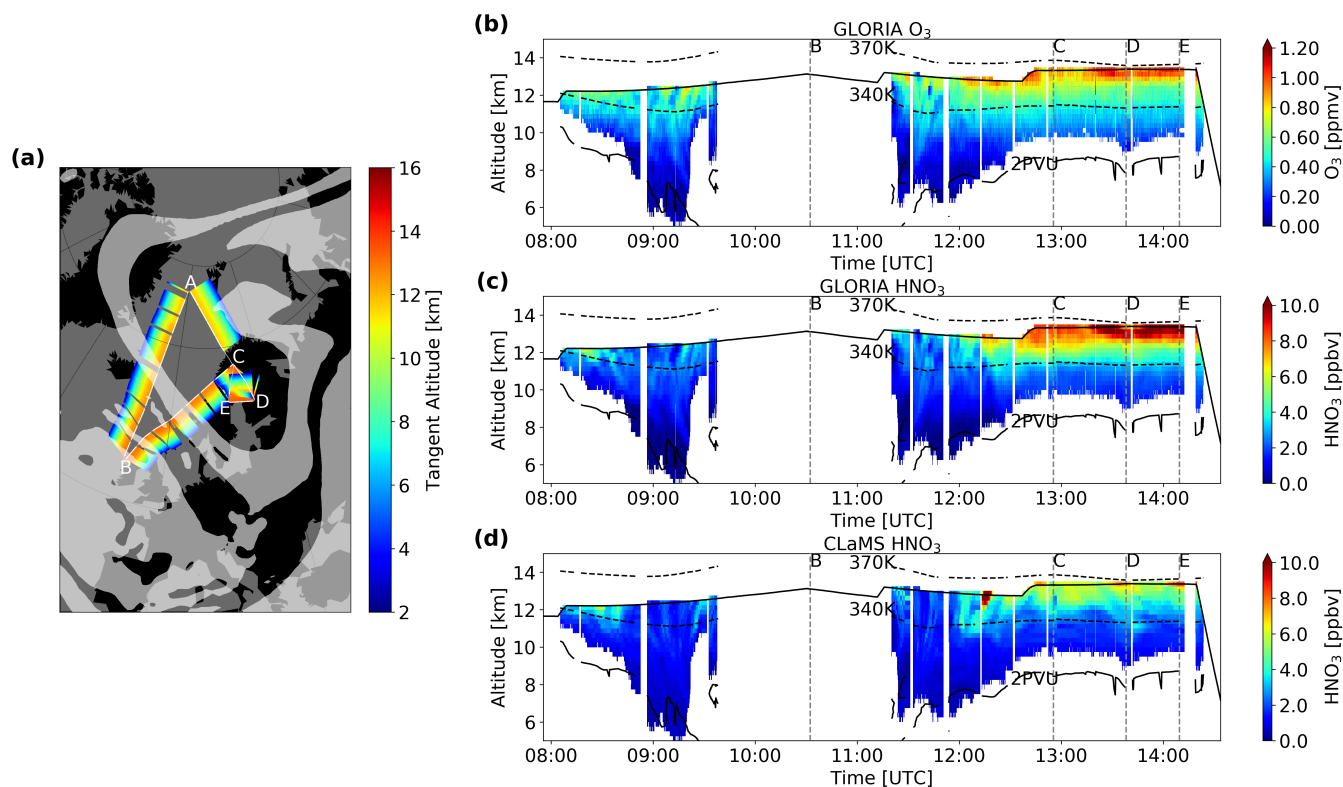 (a)
A
B
C
D
E
16
14
12
10
8
6
4
2
Tangent Altitude [km]
(b)
GLORIA O₃
370K
340K
2PVU
B
C
D
E
14
12
10
8
6
Altitude [km]
08:00 09:00 10:00 11:00 12:00 13:00 14:00
Time [UTC]
1.20
1.00
0.80
0.60
0.40
0.20
0.00
O₃ [ppmv]
(c)
GLORIA HNO₃
370K
340K
2PVU
B
C
D
E
14
12
10
8
6
Altitude [km]
08:00 09:00 10:00 11:00 12:00 13:00 14:00
Time [UTC]
10.0
8.0
6.0
4.0
2.0
0.0
HNO₃ [ppbv]
(d)
CLaMS HNO₃
370K
340K
2PVU
B
C
D
E
14
12
10
8
6
Altitude [km]
08:00 09:00 10:00 11:00 12:00 13:00 14:00
Time [UTC]
10.0
8.0
6.0
4.0
2.0
0.0
HNO₃ [ppbv]